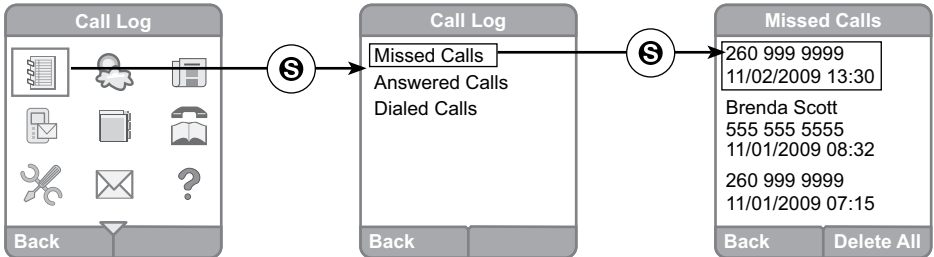 Call Log
Back
S
Call Log
Missed Calls
Answered Calls
Dialed Calls
Back
S
Missed Calls
260 999 9999
11/02/2009 13:30
Brenda Scott
555 555 5555
11/01/2009 08:32
260 999 9999
11/01/2009 07:15
Back
Delete All